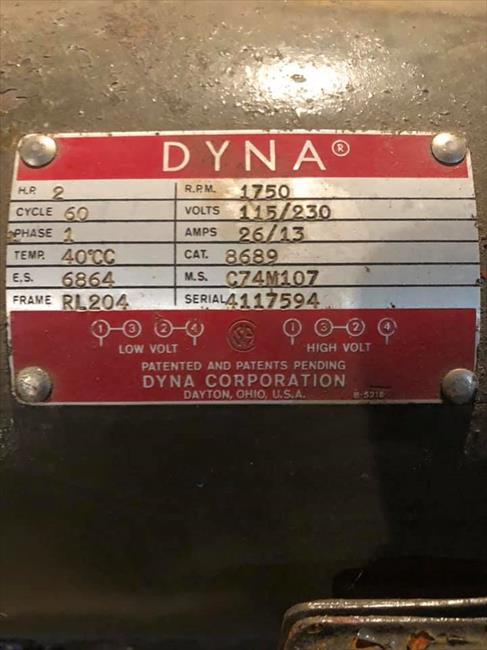 DYNA®
H.P. 2 R.P.M. 1750
CYCLE 60 VOLTS 115/230
PHASE 1 AMPS 26/13
TEMP. 40°CC CAT. 8689
E.S. 6864 M.S. C74M107
FRAME RL204 SERIAL 4117594
1 3 2 4 1 3 2 4
LOW VOLT HIGH VOLT
PATENTED AND PATENTS PENDING
DYNA CORPORATION
DAYTON, OHIO, U.S.A.